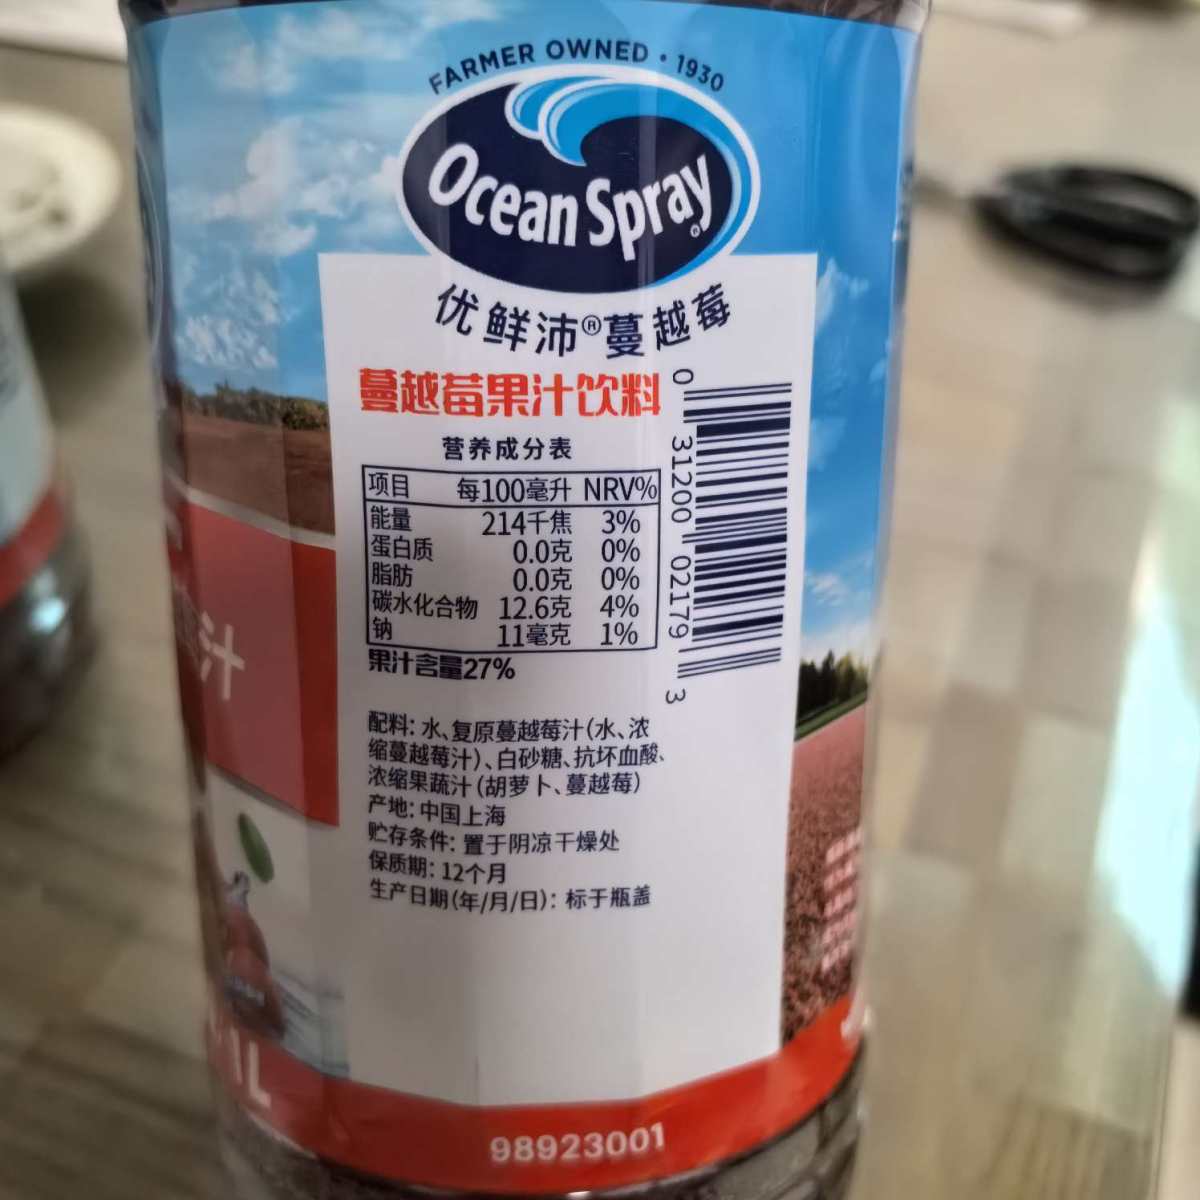 FARMER OWNED · 1930
Ocean Spray®
优鲜沛®蔓越莓
蔓越莓果汁饮料
营养成分表
项目 每100毫升 NRV%
能量 214千焦 3%
蛋白质 0.0克 0%
脂肪 0.0克 0%
碳水化合物 12.6克 4%
钠 11毫克 1%
果汁含量27%
0 31200 02179 3
配料: 水、复原蔓越莓汁(水、浓
缩蔓越莓汁)、白砂糖、抗坏血酸、
浓缩果蔬汁(胡萝卜、蔓越莓)
产地: 中国上海
贮存条件: 置于阴凉干燥处
保质期: 12个月
生产日期(年/月/日): 标于瓶盖
汁
1L
98923001